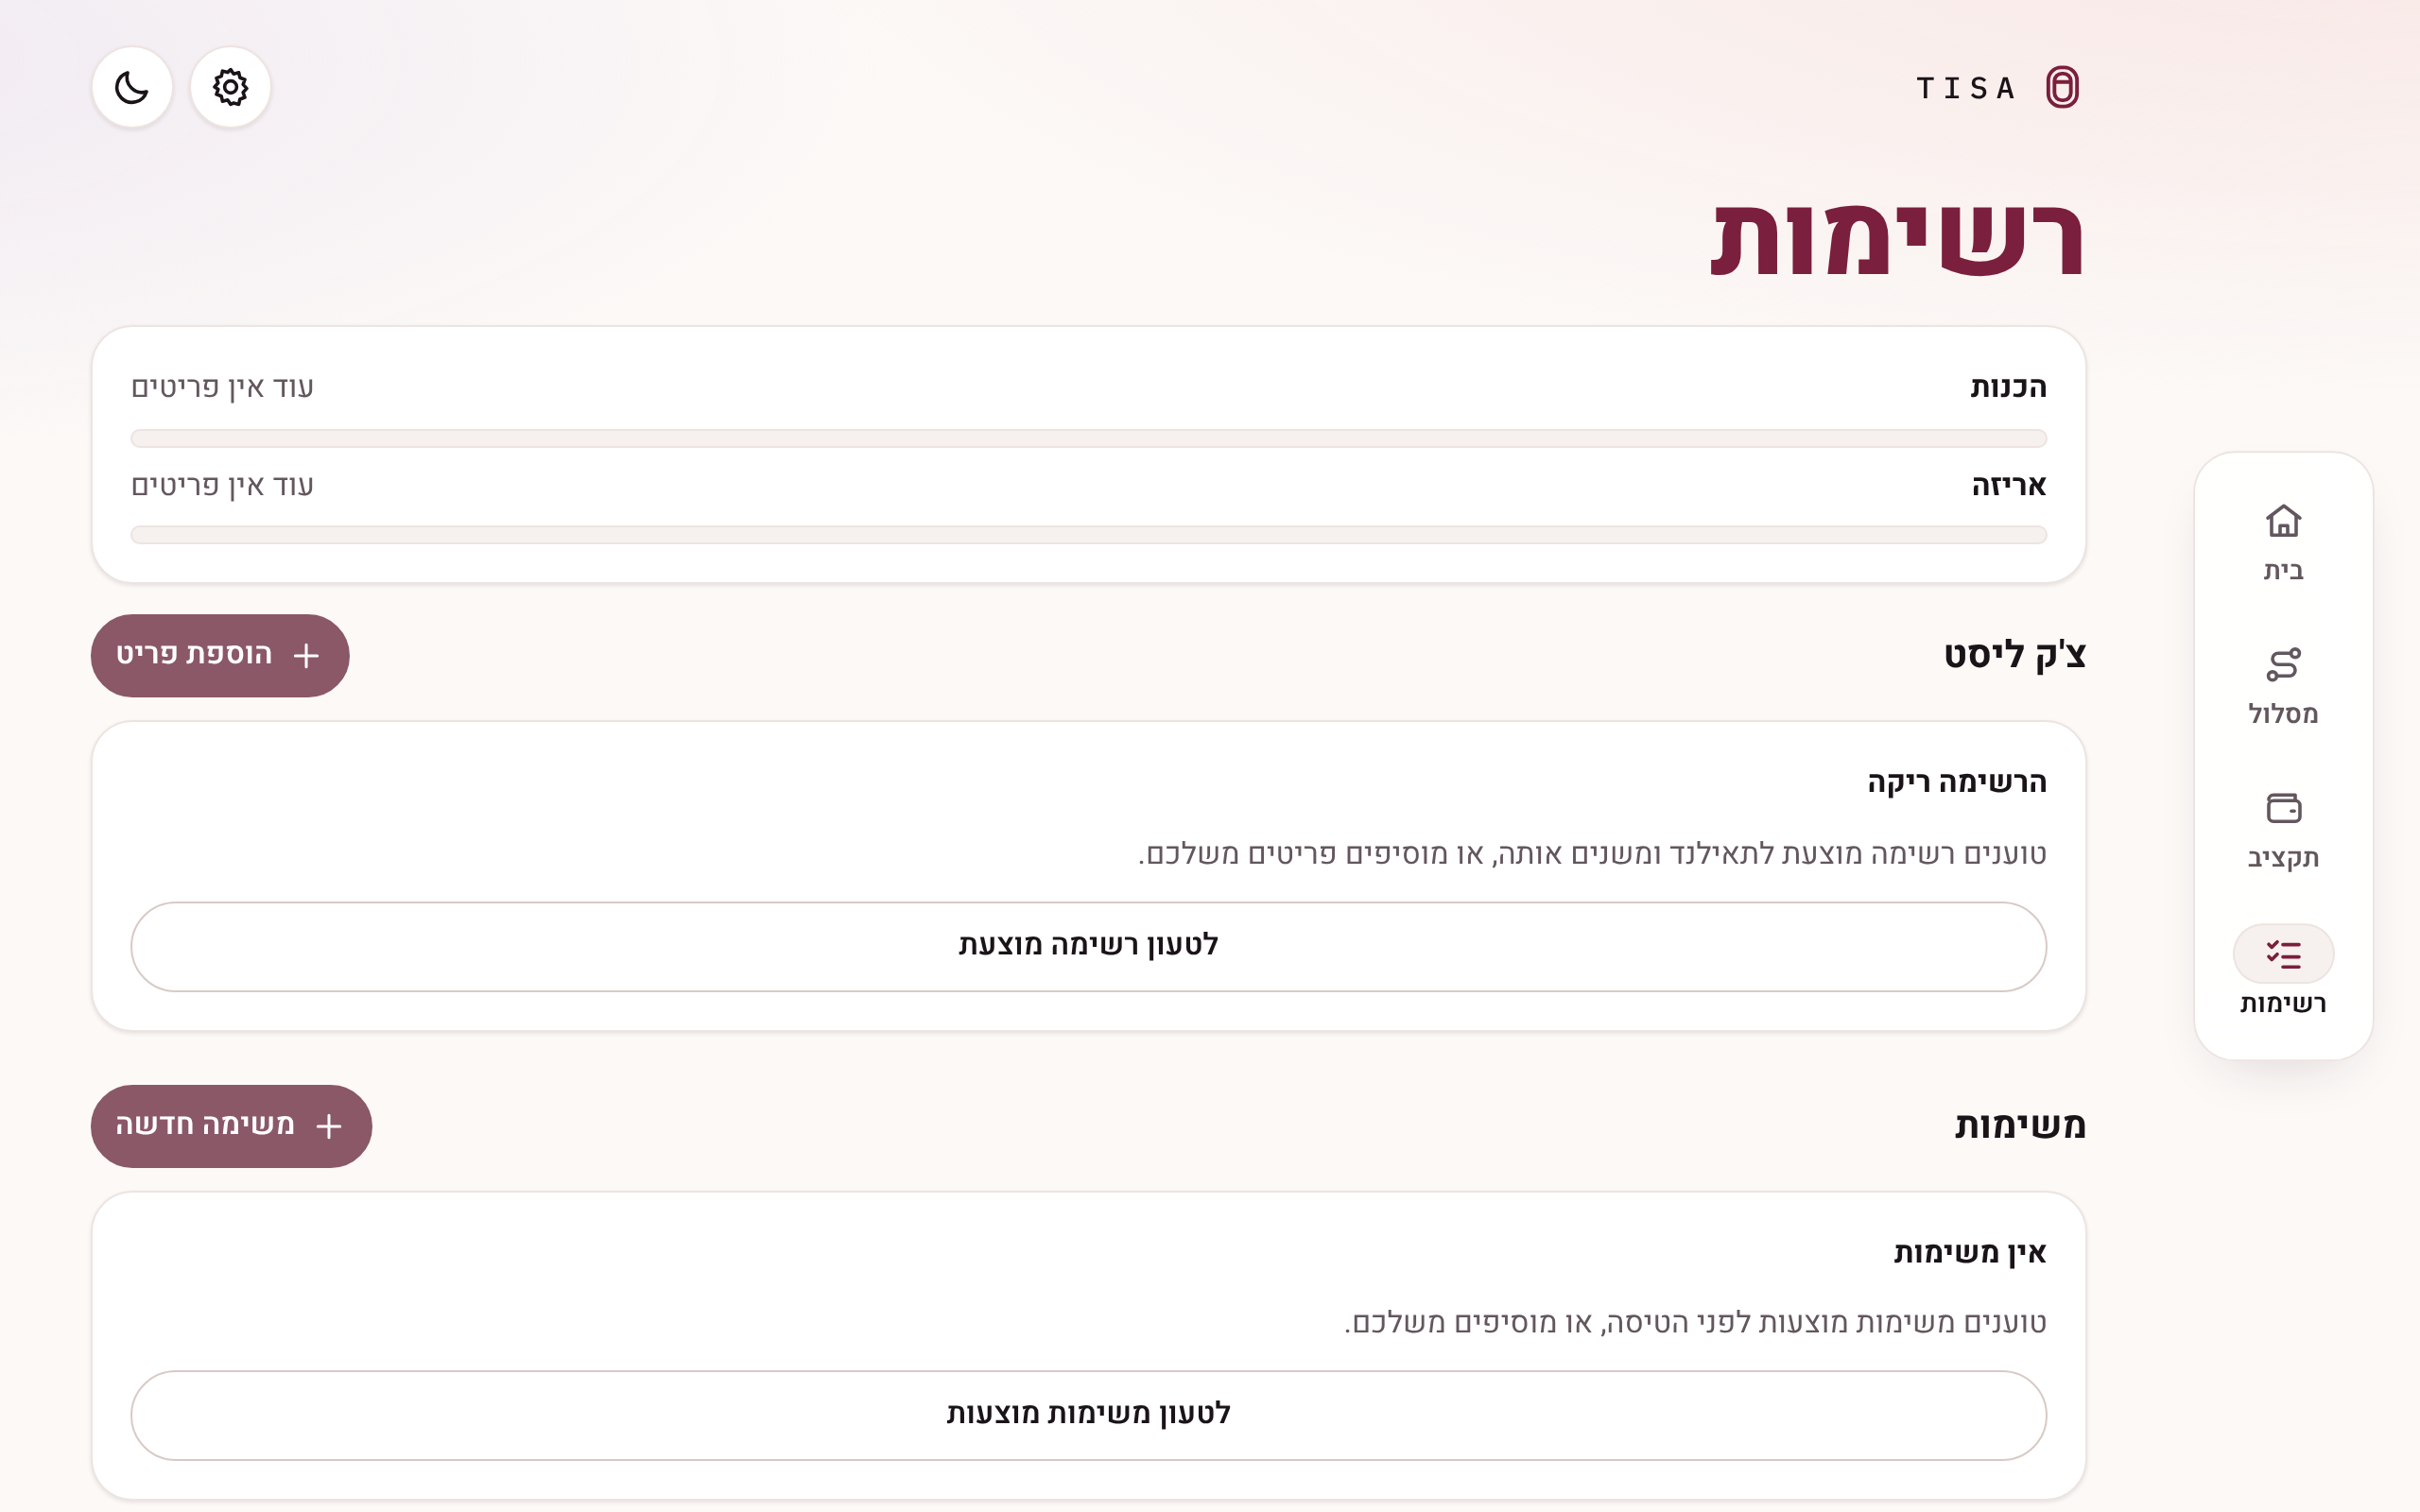 TISA
רשימות
הכנות
עוד אין פריטים
אריזה
עוד אין פריטים
צ'ק ליסט
הוספת פריט
הרשימה ריקה
טוענים רשימה מוצעת לתאילנד ומשנים אותה, או מוסיפים פריטים משלכם.
לטעון רשימה מוצעת
משימות
משימה חדשה
אין משימות
טוענים משימות מוצעות לפני הטיסה, או מוסיפים משלכם.
לטעון משימות מוצעות
בית
מסלול
תקציב
רשימות